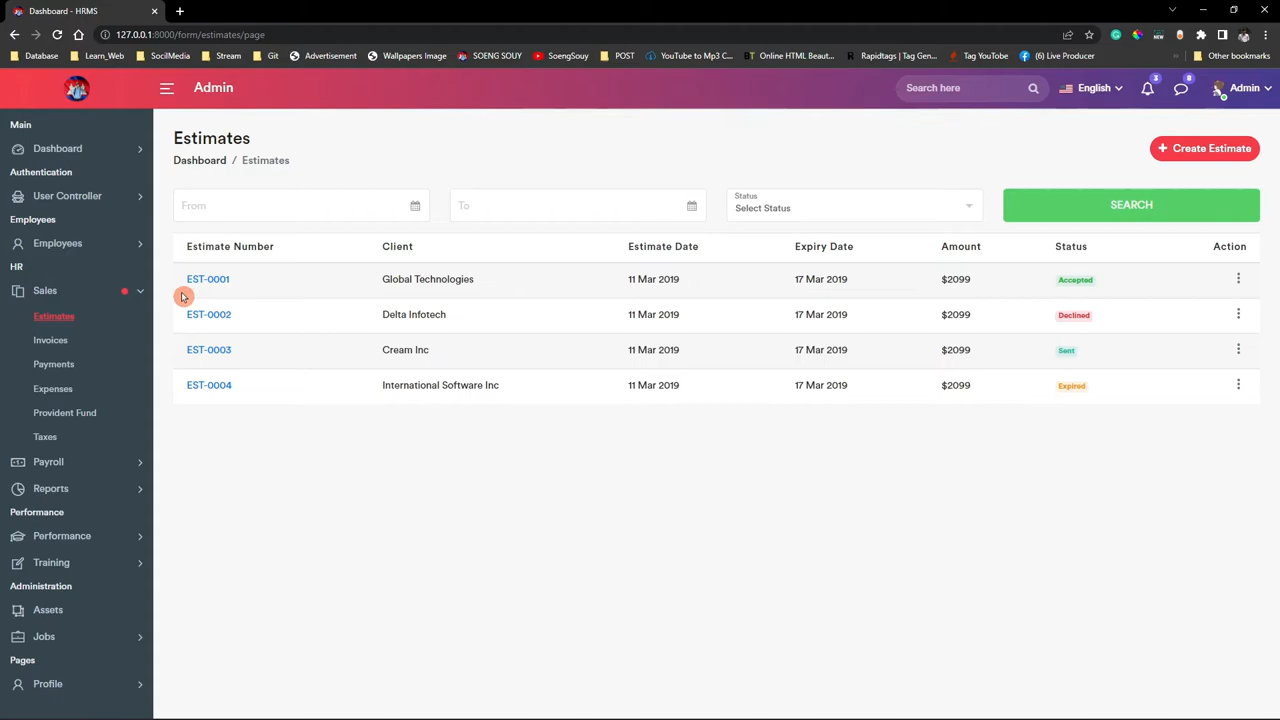 Dashboard - HRMS
127.0.0.1:8000/form/estimates/page
Database Learn_Web SocilMedia Stream Git Advertisement Wallpapers Image SOENG SOUY SoengSouy POST YouTube to Mp3 C... Online HTML Beaut... Rapidtags | Tag Gen... Tag YouTube (6) Live Producer Other bookmarks
Admin
Search here
English
3
8
Admin
Main
Dashboard
Authentication
User Controller
Employees
Employees
HR
Sales
Estimates
Invoices
Payments
Expenses
Provident Fund
Taxes
Payroll
Reports
Performance
Performance
Training
Administration
Assets
Jobs
Pages
Profile
Estimates
Dashboard / Estimates
+ Create Estimate
From
To
Status
Select Status
SEARCH
Estimate Number Client Estimate Date Expiry Date Amount Status Action
EST-0001 Global Technologies 11 Mar 2019 17 Mar 2019 $2099 Accepted
EST-0002 Delta Infotech 11 Mar 2019 17 Mar 2019 $2099 Declined
EST-0003 Cream Inc 11 Mar 2019 17 Mar 2019 $2099 Sent
EST-0004 International Software Inc 11 Mar 2019 17 Mar 2019 $2099 Expired